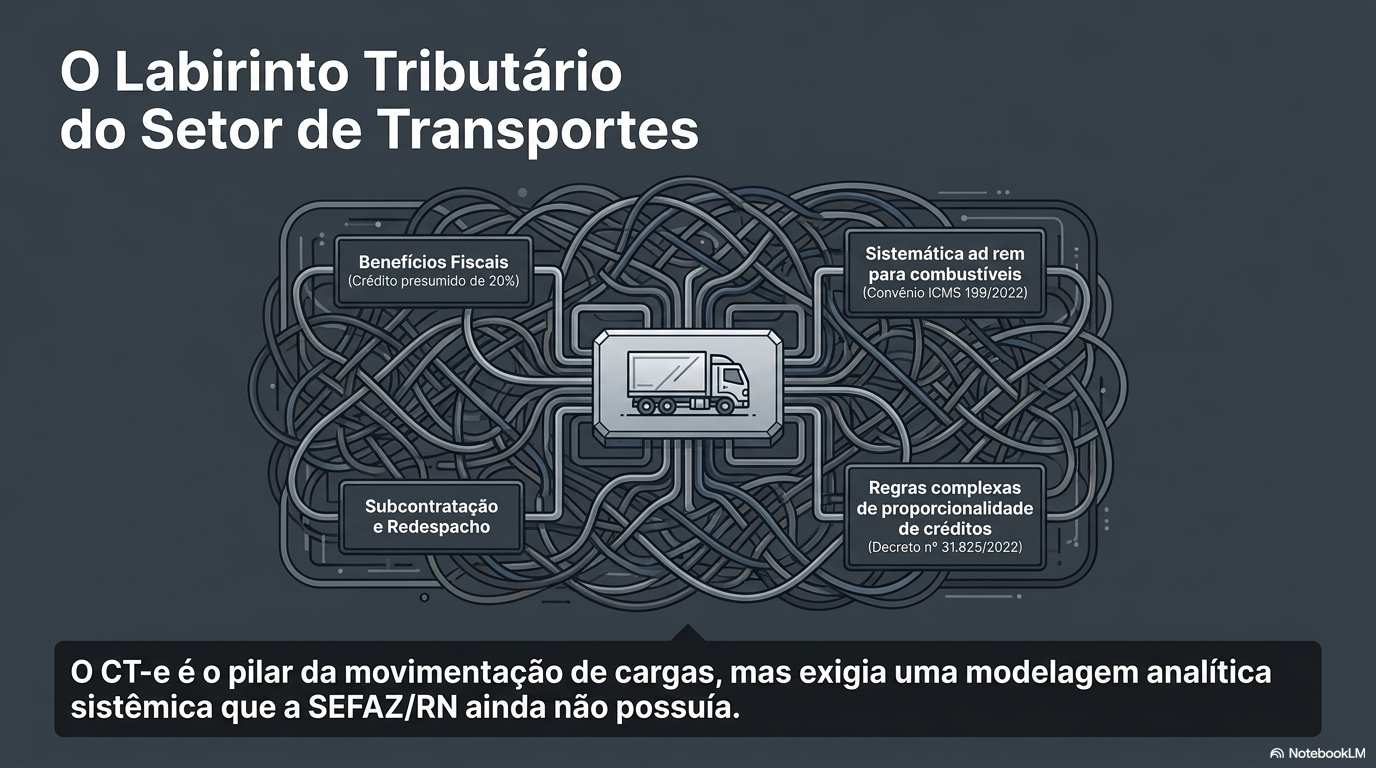 O Labirinto Tributário
do Setor de Transportes
Benefícios Fiscais
(Crédito presumido de 20%)
Sistemática ad rem
para combustíveis
(Convênio ICMS 199/2022)
Subcontratação
e Redespacho
Regras complexas
de proporcionalidade
de créditos
(Decreto nº 31.825/2022)
O CT-e é o pilar da movimentação de cargas, mas exigia uma modelagem analítica
sistêmica que a SEFAZ/RN ainda não possuía.
NotebookLM